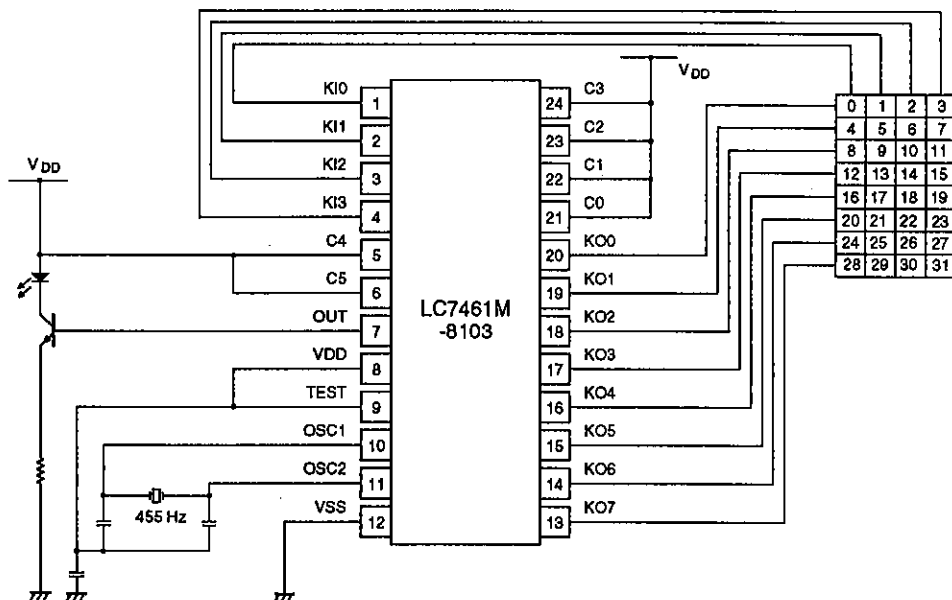 VDD
KI0
KI1
KI2
KI3
C4
C5
OUT
VDD
TEST
OSC1
OSC2
VSS
1
2
3
4
5
6
7
8
9
10
11
12
VDD
455 Hz
LC7461M
-8103
24
23
22
21
20
19
18
17
16
15
14
13
C3
C2
C1
C0
KO0
KO1
KO2
KO3
KO4
KO5
KO6
KO7
0 1 2 3
4 5 6 7
8 9 10 11
12 13 14 15
16 17 18 19
20 21 22 23
24 25 26 27
28 29 30 31